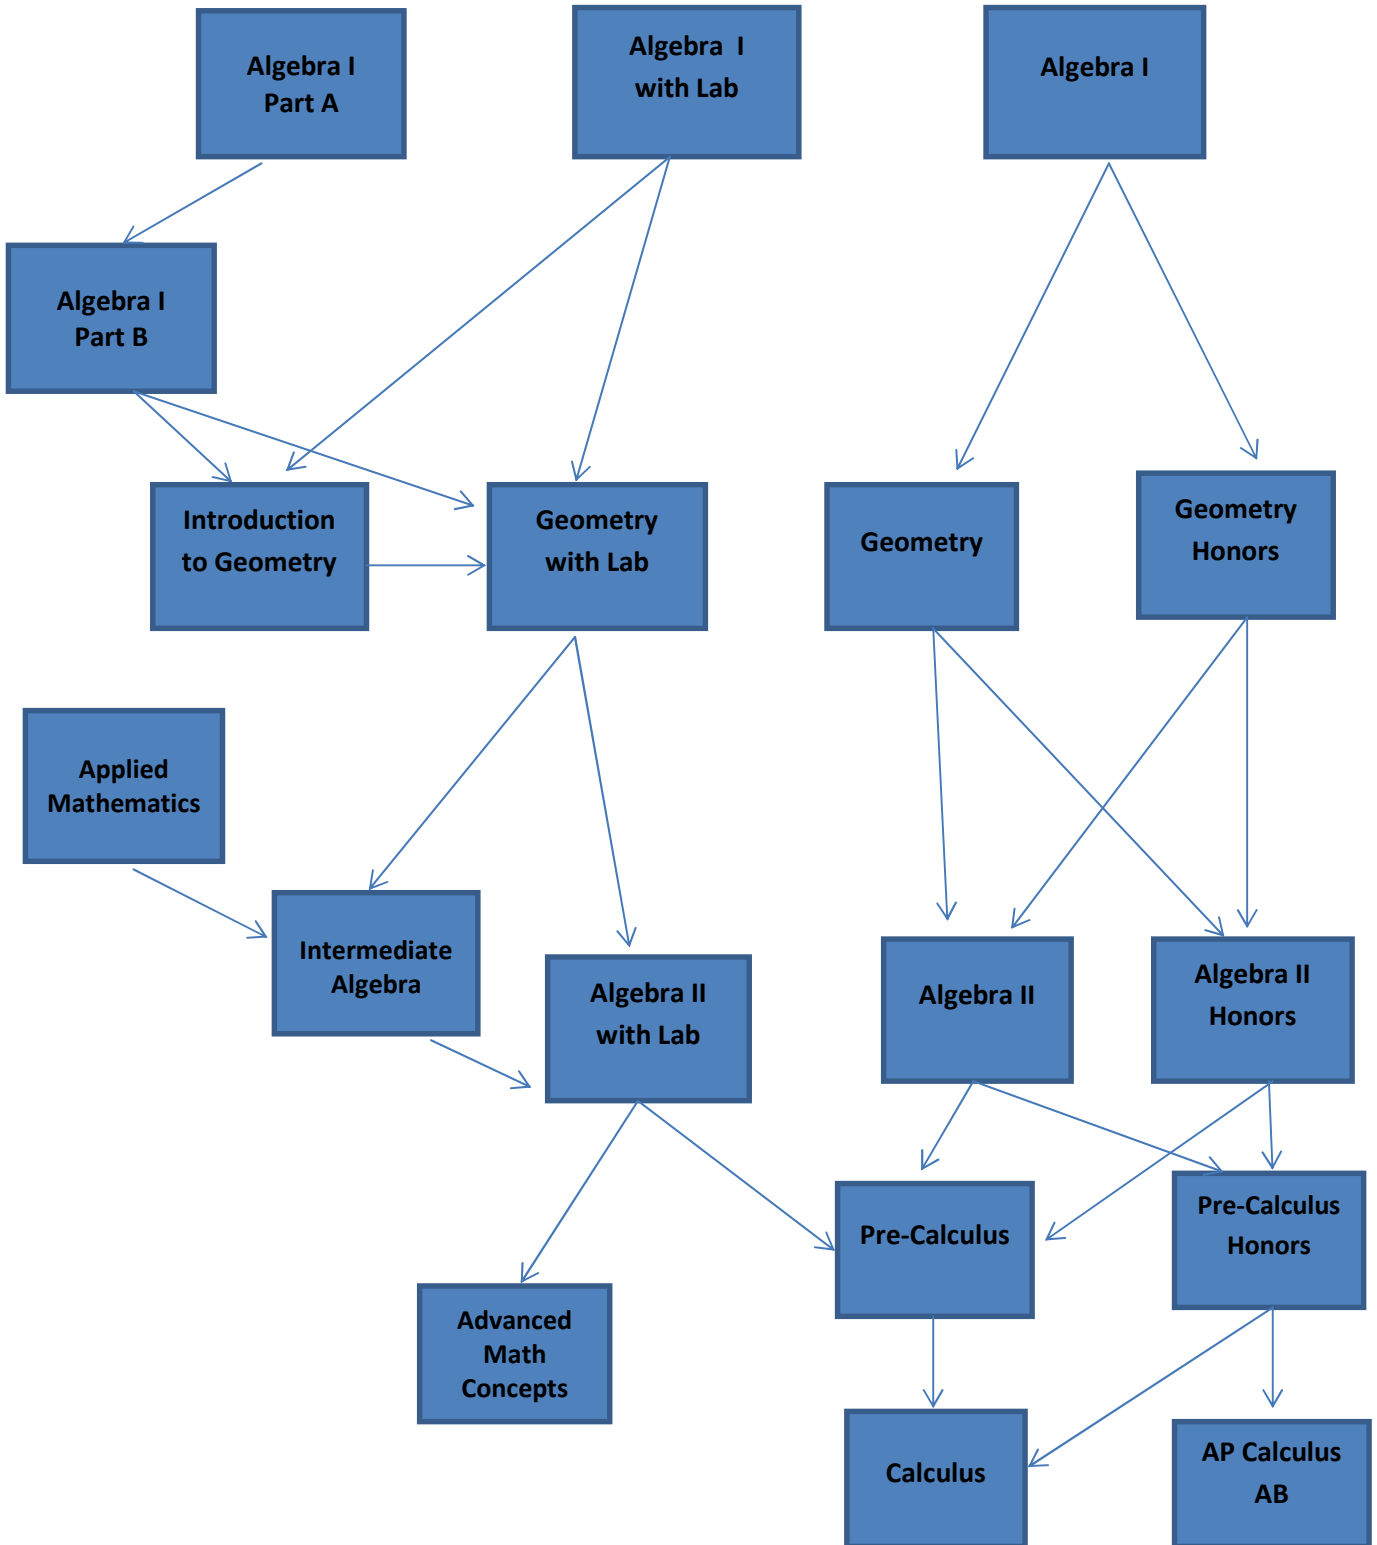 Algebra I
Part A
Algebra I
with Lab
Algebra I
Algebra I
Part B
Introduction
to Geometry
Geometry
with Lab
Geometry
Geometry
Honors
Applied
Mathematics
Intermediate
Algebra
Algebra II
with Lab
Algebra II
Algebra II
Honors
Pre-Calculus
Pre-Calculus
Honors
Advanced
Math
Concepts
Calculus
AP Calculus
AB